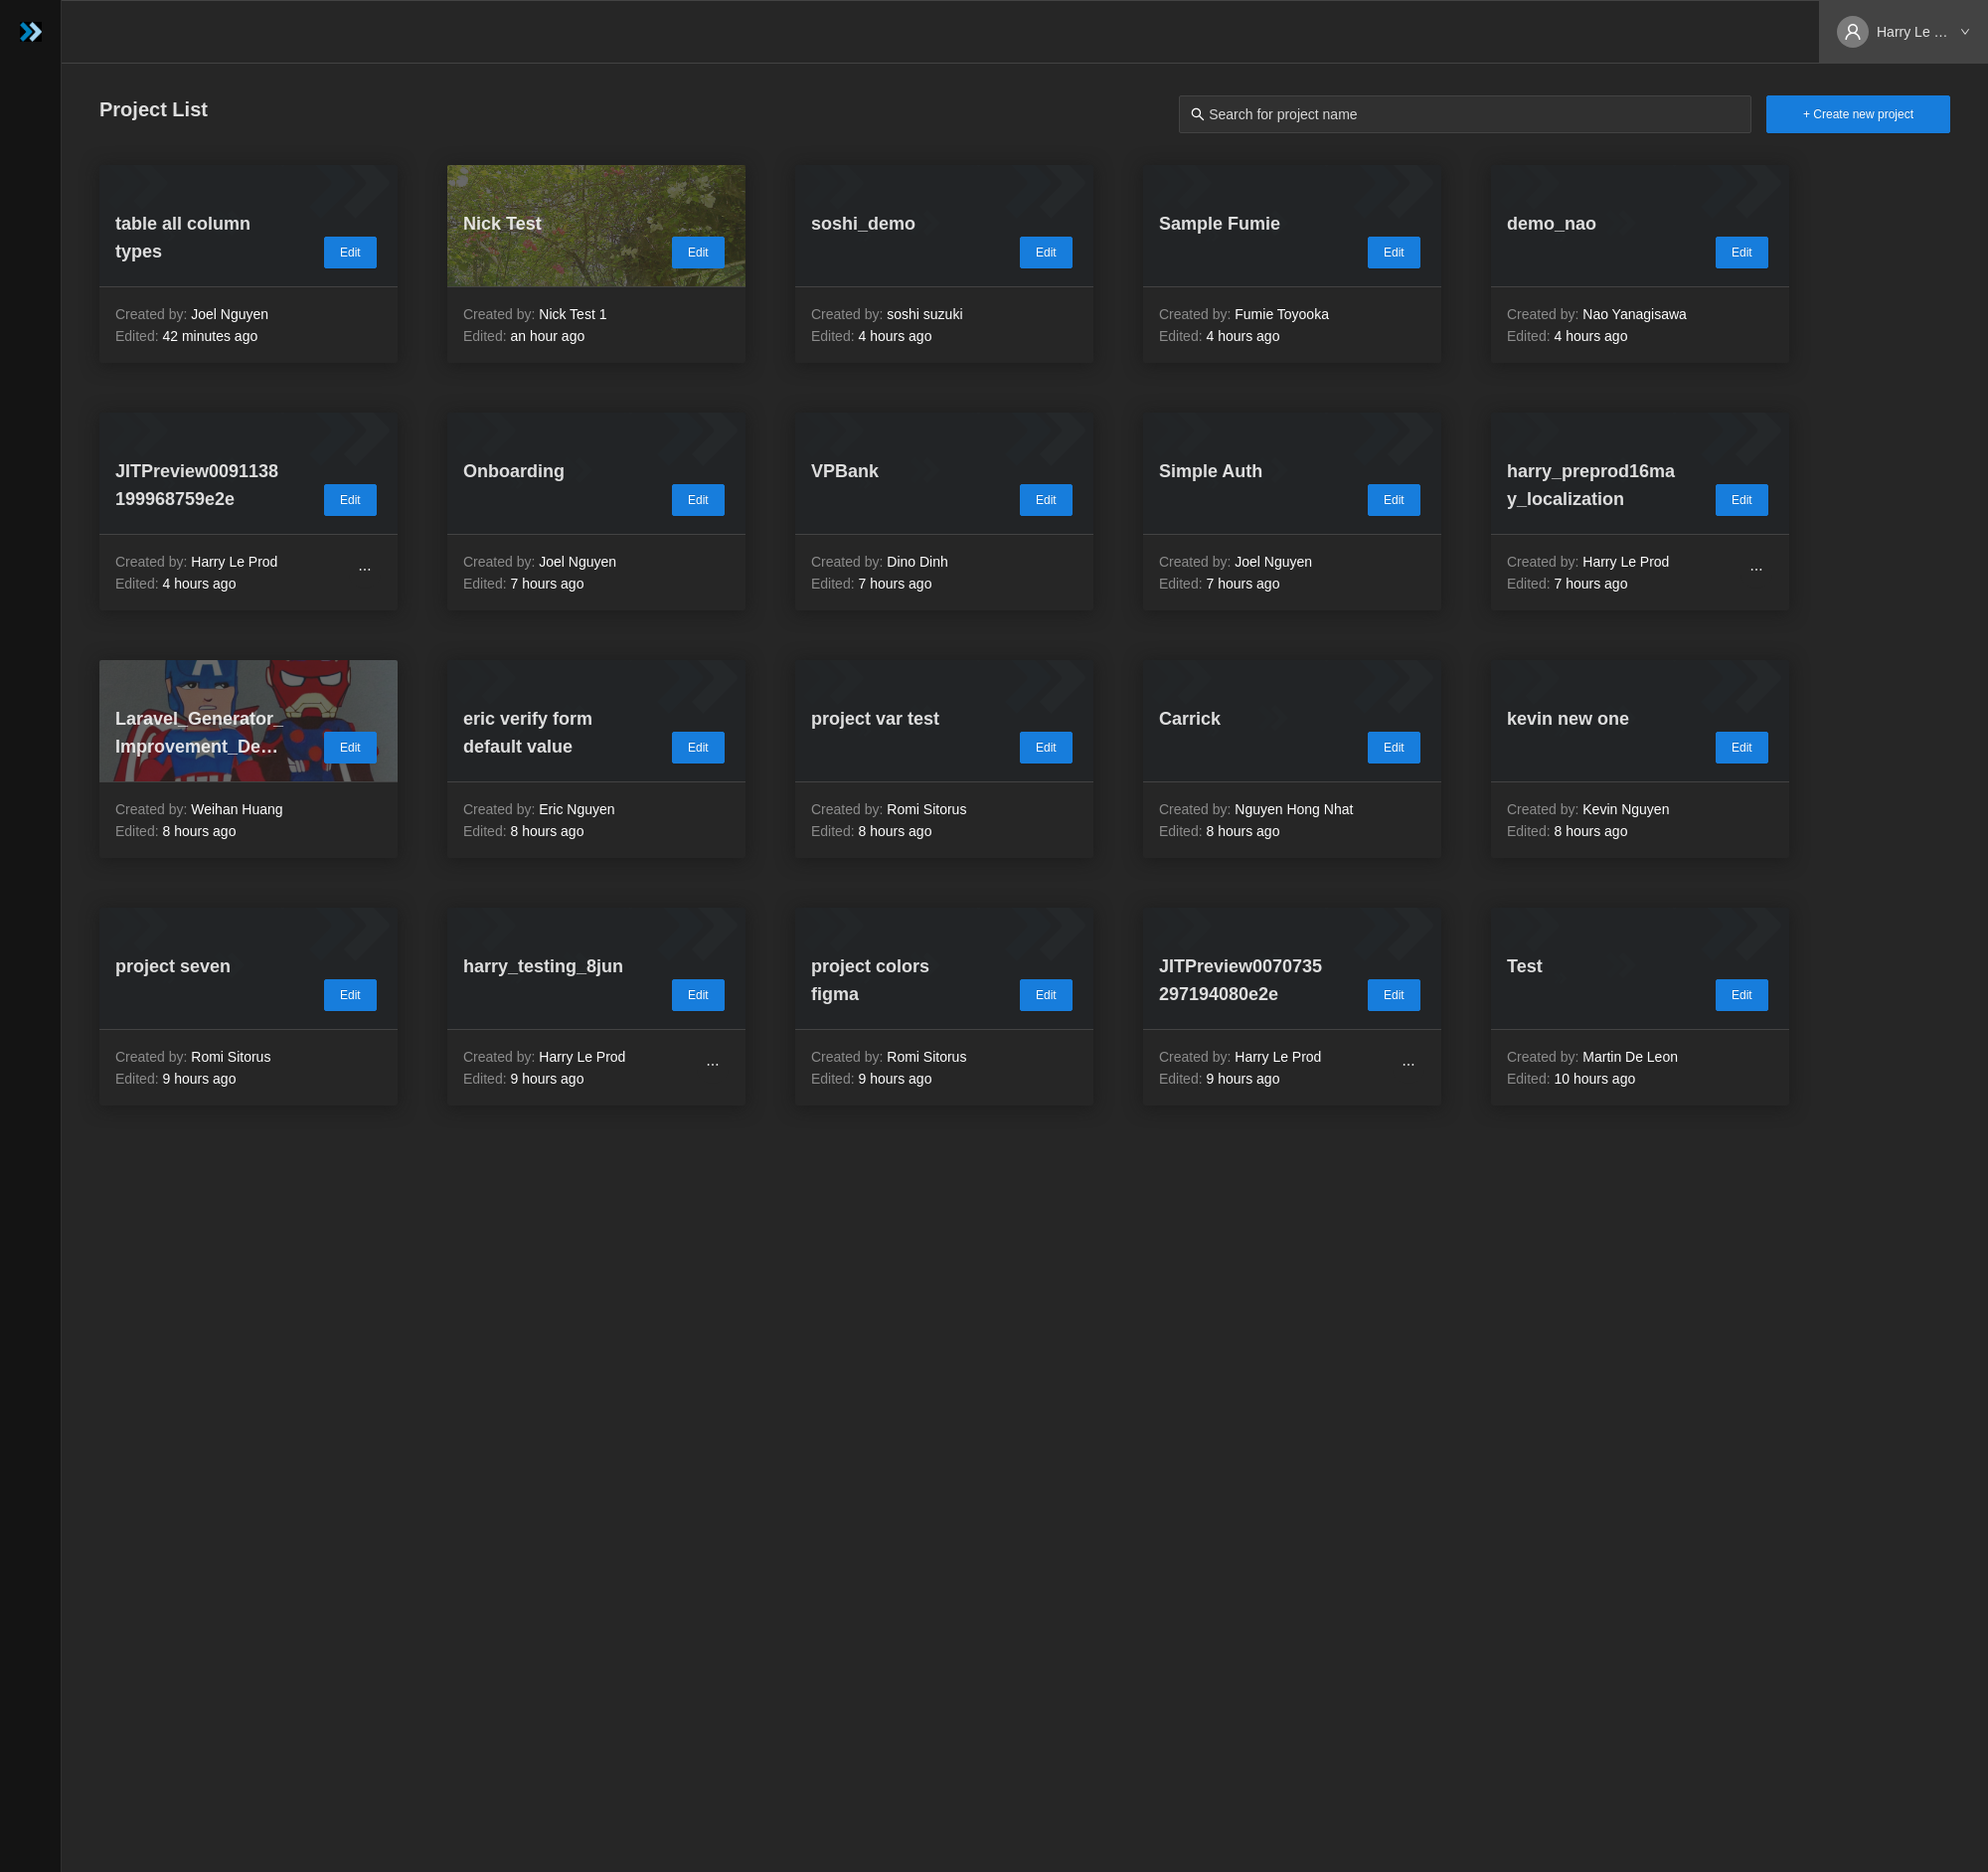 Harry Le …
Project List
Search for project name
+ Create new project
table all column
types
Edit
Created by: Joel Nguyen
Edited: 42 minutes ago
Nick Test
Edit
Created by: Nick Test 1
Edited: an hour ago
soshi_demo
Edit
Created by: soshi suzuki
Edited: 4 hours ago
Sample Fumie
Edit
Created by: Fumie Toyooka
Edited: 4 hours ago
demo_nao
Edit
Created by: Nao Yanagisawa
Edited: 4 hours ago
JITPreview0091138
199968759e2e
Edit
Created by: Harry Le Prod
Edited: 4 hours ago
...
Onboarding
Edit
Created by: Joel Nguyen
Edited: 7 hours ago
VPBank
Edit
Created by: Dino Dinh
Edited: 7 hours ago
Simple Auth
Edit
Created by: Joel Nguyen
Edited: 7 hours ago
harry_preprod16ma
y_localization
Edit
Created by: Harry Le Prod
Edited: 7 hours ago
...
Laravel_Generator_
Improvement_De…
Edit
Created by: Weihan Huang
Edited: 8 hours ago
eric verify form
default value
Edit
Created by: Eric Nguyen
Edited: 8 hours ago
project var test
Edit
Created by: Romi Sitorus
Edited: 8 hours ago
Carrick
Edit
Created by: Nguyen Hong Nhat
Edited: 8 hours ago
kevin new one
Edit
Created by: Kevin Nguyen
Edited: 8 hours ago
project seven
Edit
Created by: Romi Sitorus
Edited: 9 hours ago
harry_testing_8jun
Edit
Created by: Harry Le Prod
Edited: 9 hours ago
...
project colors
figma
Edit
Created by: Romi Sitorus
Edited: 9 hours ago
JITPreview0070735
297194080e2e
Edit
Created by: Harry Le Prod
Edited: 9 hours ago
...
Test
Edit
Created by: Martin De Leon
Edited: 10 hours ago